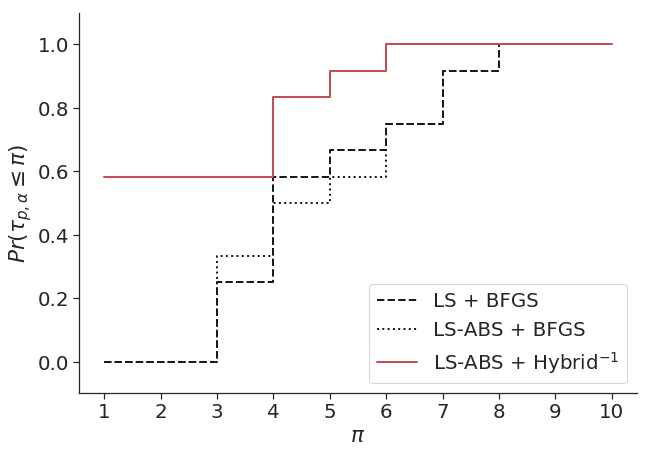 1.0
0.8
0.6
0.4
0.2
0.0
Pr(τp,α ≤ π)
LS + BFGS
LS-ABS + BFGS
LS-ABS + Hybrid⁻¹
1 2 3 4 5 6 7 8 9 10
π